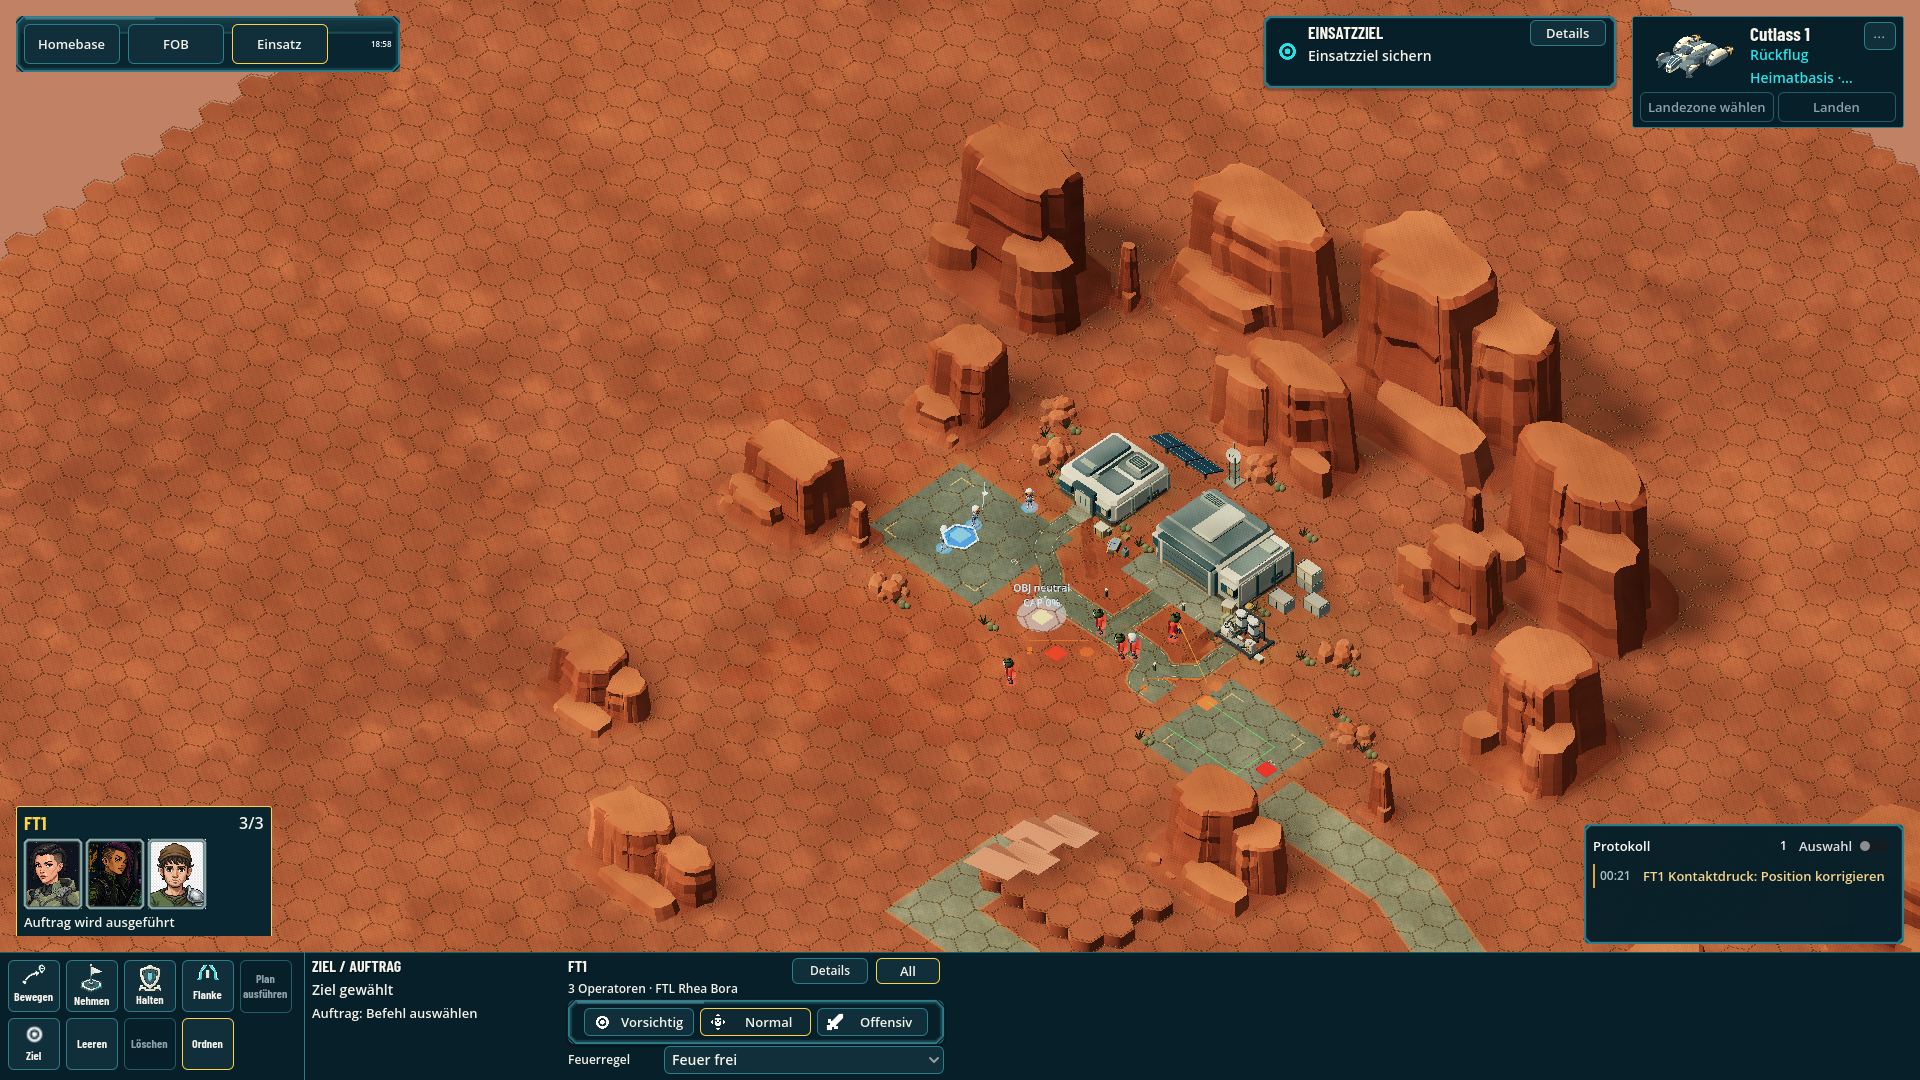 Homebase
FOB
Einsatz
18:58
EINSATZZIEL
Einsatzziel sichern
Details
Cutlass 1
Rückflug
Heimatbasis ·...
...
Landezone wählen
Landen
OBJ neutral
CAP 0%
FT1
3/3
Auftrag wird ausgeführt
Protokoll
1
Auswahl
00:21
FT1 Kontaktdruck: Position korrigieren
Bewegen
Nehmen
Halten
Flanke
Plan
ausführen
Ziel
Leeren
Löschen
Ordnen
ZIEL / AUFTRAG
Ziel gewählt
Auftrag: Befehl auswählen
FT1
Details
All
3 Operatoren · FTL Rhea Bora
Vorsichtig
Normal
Offensiv
Feuerregel
Feuer frei